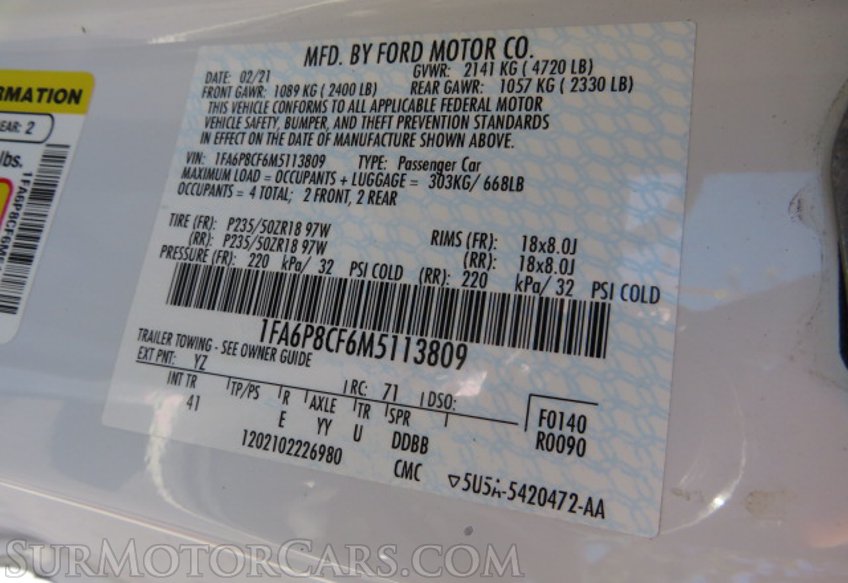 MFD. BY FORD MOTOR CO.
DATE: 02/21 GVWR: 2141 KG ( 4720 LB)
FRONT GAWR: 1089 KG ( 2400 LB) REAR GAWR: 1057 KG ( 2330 LB)
THIS VEHICLE CONFORMS TO ALL APPLICABLE FEDERAL MOTOR
VEHICLE SAFETY, BUMPER, AND THEFT PREVENTION STANDARDS
IN EFFECT ON THE DATE OF MANUFACTURE SHOWN ABOVE.
VIN: 1FA6P8CF6M5113809 TYPE: Passenger Car
MAXIMUM LOAD = OCCUPANTS + LUGGAGE = 303KG/ 668LB
OCCUPANTS = 4 TOTAL; 2 FRONT, 2 REAR
TIRE (FR): P235/50ZR18 97W RIMS (FR): 18x8.0J
(RR): P235/50ZR18 97W (RR): 18x8.0J
PRESSURE (FR): 220 kPa/ 32 PSI COLD (RR): 220 kPa/ 32 PSI COLD
1FA6P8CF6M5113809
TRAILER TOWING - SEE OWNER GUIDE
EXT PNT: YZ RC: 71 DSO:
INT TR TP/PS R AXLE TR SPR F0140
41 E YY U DDBB R0090
1202102226980 CMC 5U5A-5420472-AA
RMATION
EAR: 2
lbs.
SurMotorCars.com